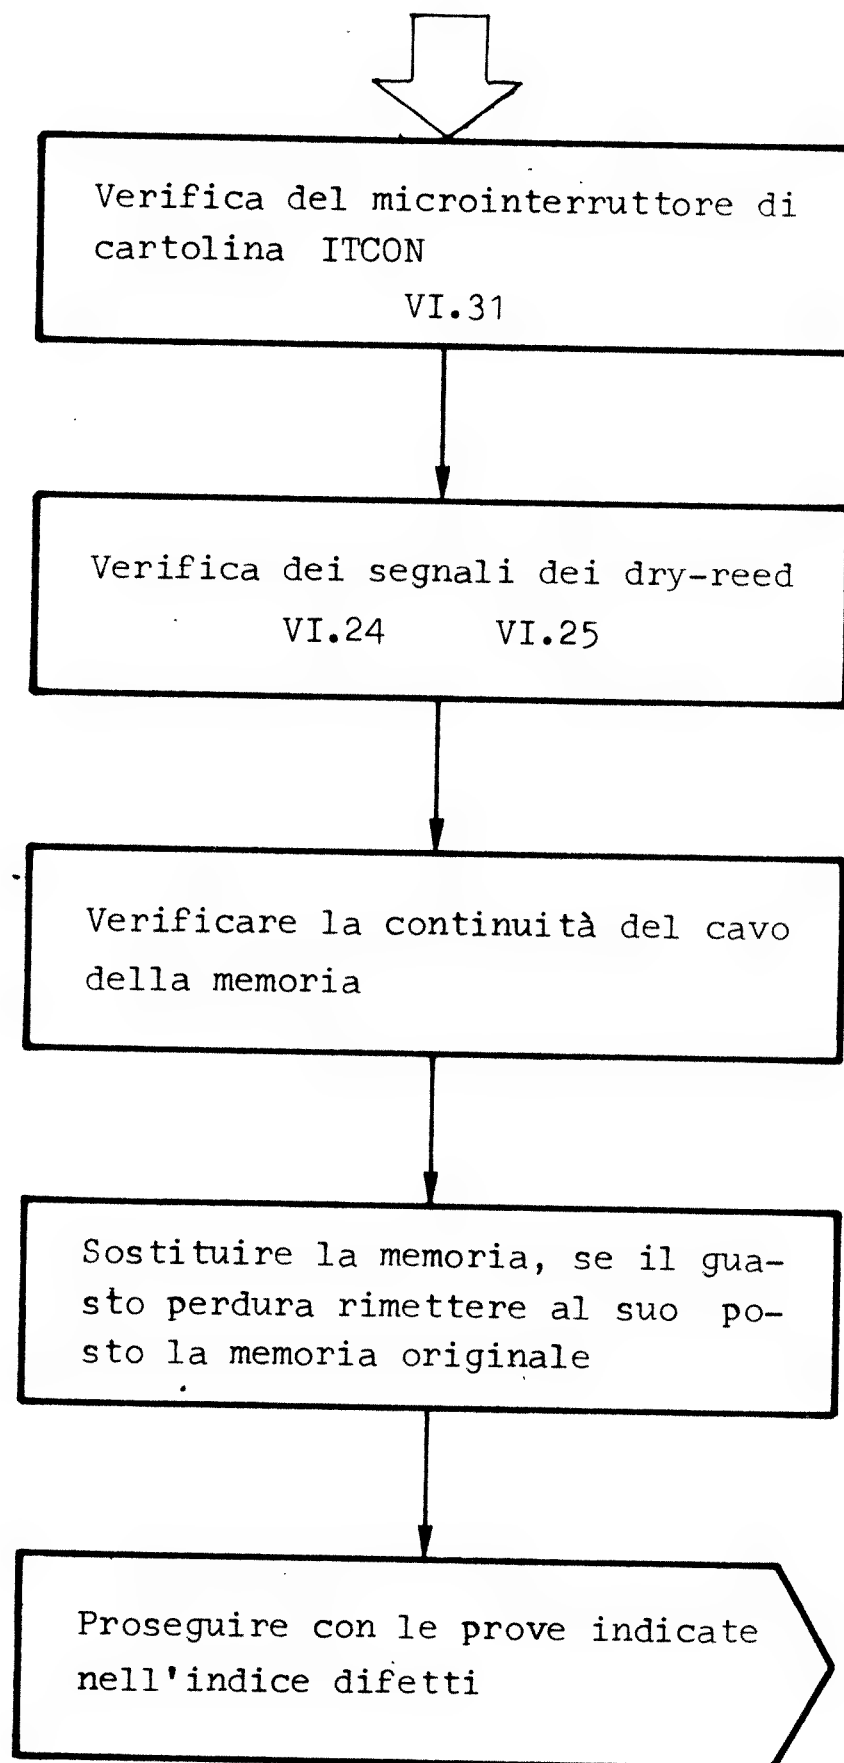 Verifica del microinterruttore di
cartolina ITCON
VI.31
Verifica dei segnali dei dry-reed
VI.24 VI.25
Verificare la continuità del cavo
della memoria
Sostituire la memoria, se il gua-
sto perdura rimettere al suo po-
sto la memoria originale
Proseguire con le prove indicate
nell'indice difetti